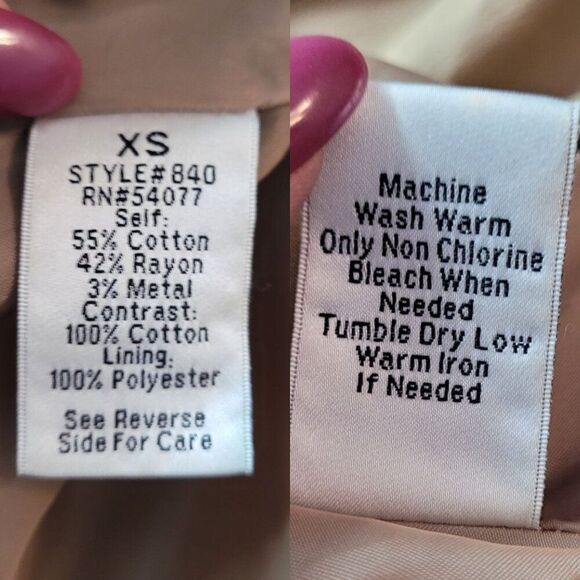 XS
STYLE# 840
RN#54077
Self:
55% Cotton
42% Rayon
3% Metal
Contrast:
100% Cotton
Lining:
100% Polyester
See Reverse
Side For Care
Machine
Wash Warm
Only Non Chlorine
Bleach When
Needed
Tumble Dry Low
Warm Iron
If Needed